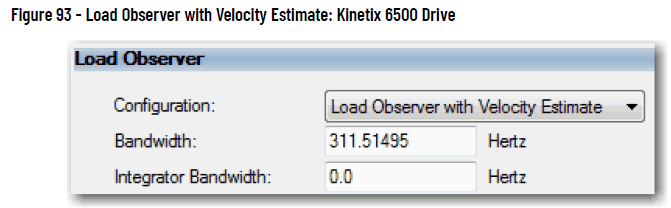 Figure 93 - Load Observer with Velocity Estimate: Kinetix 6500 Drive
Load Observer
Configuration: Load Observer with Velocity Estimate
Bandwidth: 311.51495 Hertz
Integrator Bandwidth: 0.0 Hertz